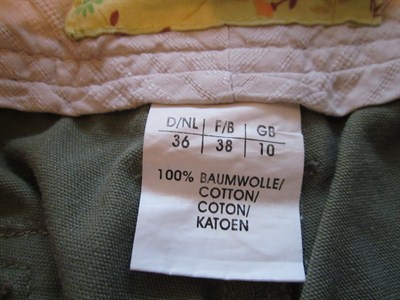 D/NL F/B GB
36 38 10
100% BAUMWOLLE/
COTTON/
COTON/
KATOEN